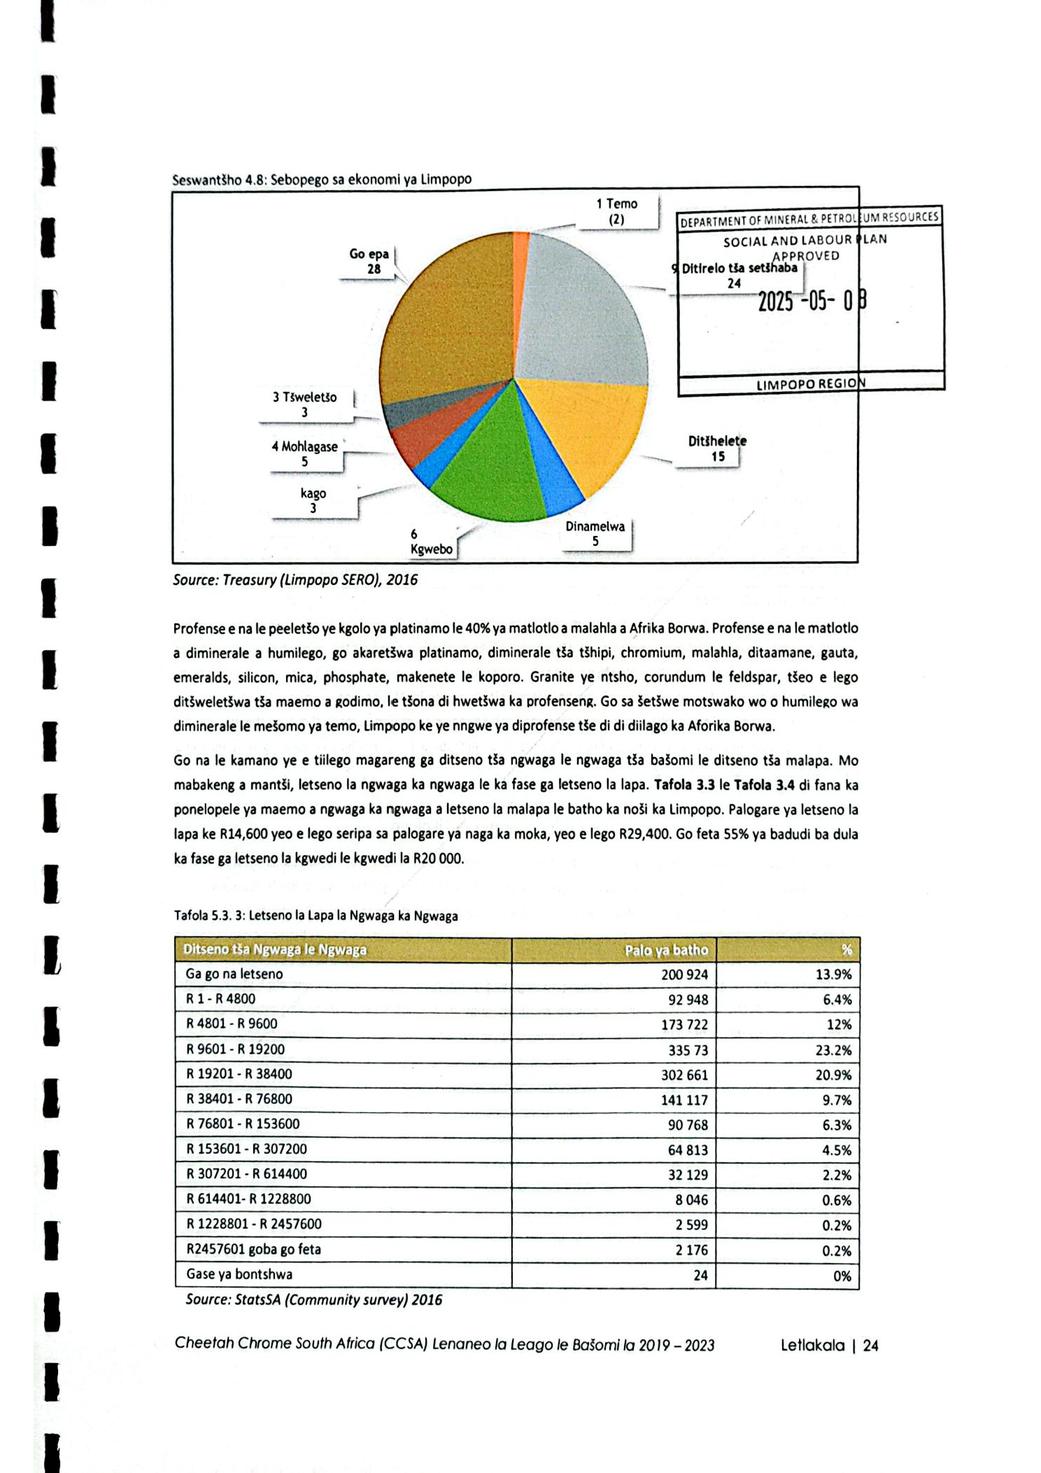 Seswantšho 4.8: Sebopego sa ekonomi ya Limpopo
1 Temo
(2)
DEPARTMENT OF MINERAL & PETROLEUM RESOURCES
SOCIAL AND LABOUR PLAN
APPROVED
Go epa
28
9 Ditirelo tša setšhaba
24
2025 -05- 08
LIMPOPO REGION
3 Tšweletšo
3
4 Mohlagase
5
Ditšhelete
15
kago
3
6
Kgwebo
Dinamelwa
5
Source: Treasury (Limpopo SERO), 2016
Profense e na le peeletšo ye kgolo ya platinamo le 40% ya matlotlo a malahla a Afrika Borwa. Profense e na le matlotlo
a diminerale a humilego, go akaretšwa platinamo, diminerale tša tšhipi, chromium, malahla, ditaamane, gauta,
emeralds, silicon, mica, phosphate, makenete le koporo. Granite ye ntsho, corundum le feldspar, tšeo e lego
ditšweletšwa tša maemo a godimo, le tšona di hwetšwa ka profenseng. Go sa šetšwe motswako wo o humilego wa
diminerale le mešomo ya temo, Limpopo ke ye nngwe ya diprofense tše di di diilago ka Aforika Borwa.
Go na le kamano ye e tiilego magareng ga ditseno tša ngwaga le ngwaga tša bašomi le ditseno tša malapa. Mo
mabakeng a mantši, letseno la ngwaga ka ngwaga le ka fase ga letseno la lapa. Tafola 3.3 le Tafola 3.4 di fana ka
ponelopele ya maemo a ngwaga ka ngwaga a letseno la malapa le batho ka noši ka Limpopo. Palogare ya letseno la
lapa ke R14,600 yeo e lego seripa sa palogare ya naga ka moka, yeo e lego R29,400. Go feta 55% ya badudi ba dula
ka fase ga letseno la kgwedi le kgwedi la R20 000.
Tafola 5.3. 3: Letseno la Lapa la Ngwaga ka Ngwaga
Ditseno tša Ngwaga le Ngwaga Palo ya batho %
Ga go na letseno 200 924 13.9%
R 1 - R 4800 92 948 6.4%
R 4801 - R 9600 173 722 12%
R 9601 - R 19200 335 73 23.2%
R 19201 - R 38400 302 661 20.9%
R 38401 - R 76800 141 117 9.7%
R 76801 - R 153600 90 768 6.3%
R 153601 - R 307200 64 813 4.5%
R 307201 - R 614400 32 129 2.2%
R 614401- R 1228800 8 046 0.6%
R 1228801 - R 2457600 2 599 0.2%
R2457601 goba go feta 2 176 0.2%
Gase ya bontshwa 24 0%
Source: StatsSA (Community survey) 2016
Cheetah Chrome South Africa (CCSA) Lenaneo la Leago le Bašomi la 2019 – 2023 Letlakala | 24